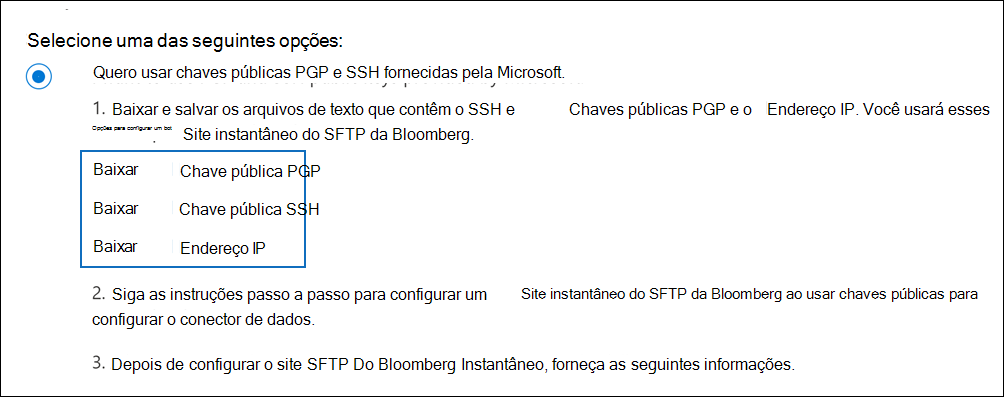 Selecione uma das seguintes opções:
Quero usar chaves públicas PGP e SSH fornecidas pela Microsoft.
1. Baixar e salvar os arquivos de texto que contêm o SSH e Chaves públicas PGP e o Endereço IP. Você usará esses
Opções para configurar um bot Site instantâneo do SFTP da Bloomberg.
Baixar Chave pública PGP
Baixar Chave pública SSH
Baixar Endereço IP
2. Siga as instruções passo a passo para configurar um Site instantâneo do SFTP da Bloomberg ao usar chaves públicas para
configurar o conector de dados.
3. Depois de configurar o site SFTP Do Bloomberg Instantâneo, forneça as seguintes informações.